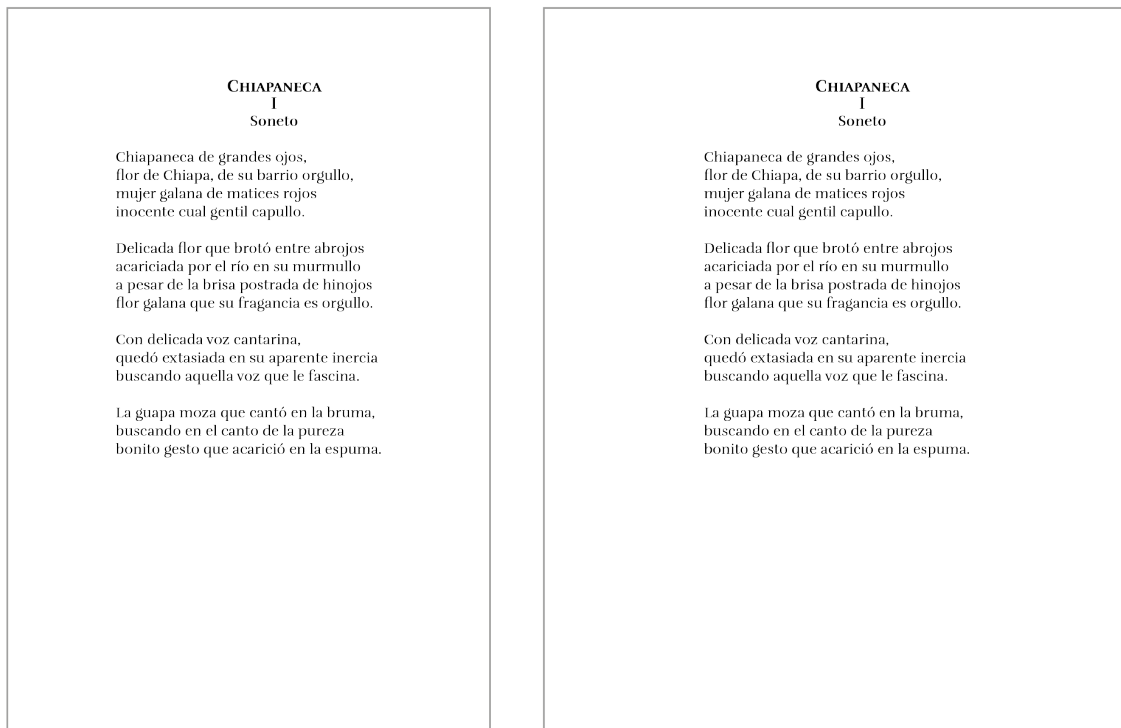 CHIAPANECA
I
Soneto
Chiapaneca de grandes ojos,
flor de Chiapa, de su barrio orgullo,
mujer galana de matices rojos
inocente cual gentil capullo.
Delicada flor que brotó entre abrojos
acariciada por el río en su murmullo
a pesar de la brisa postrada de hinojos
flor galana que su fragancia es orgullo.
Con delicada voz cantarina,
quedó extasiada en su aparente inercia
buscando aquella voz que le fascina.
La guapa moza que cantó en la bruma,
buscando en el canto de la pureza
bonito gesto que acarició en la espuma.
CHIAPANECA
I
Soneto
Chiapaneca de grandes ojos,
flor de Chiapa, de su barrio orgullo,
mujer galana de matices rojos
inocente cual gentil capullo.
Delicada flor que brotó entre abrojos
acariciada por el río en su murmullo
a pesar de la brisa postrada de hinojos
flor galana que su fragancia es orgullo.
Con delicada voz cantarina,
quedó extasiada en su aparente inercia
buscando aquella voz que le fascina.
La guapa moza que cantó en la bruma,
buscando en el canto de la pureza
bonito gesto que acarició en la espuma.